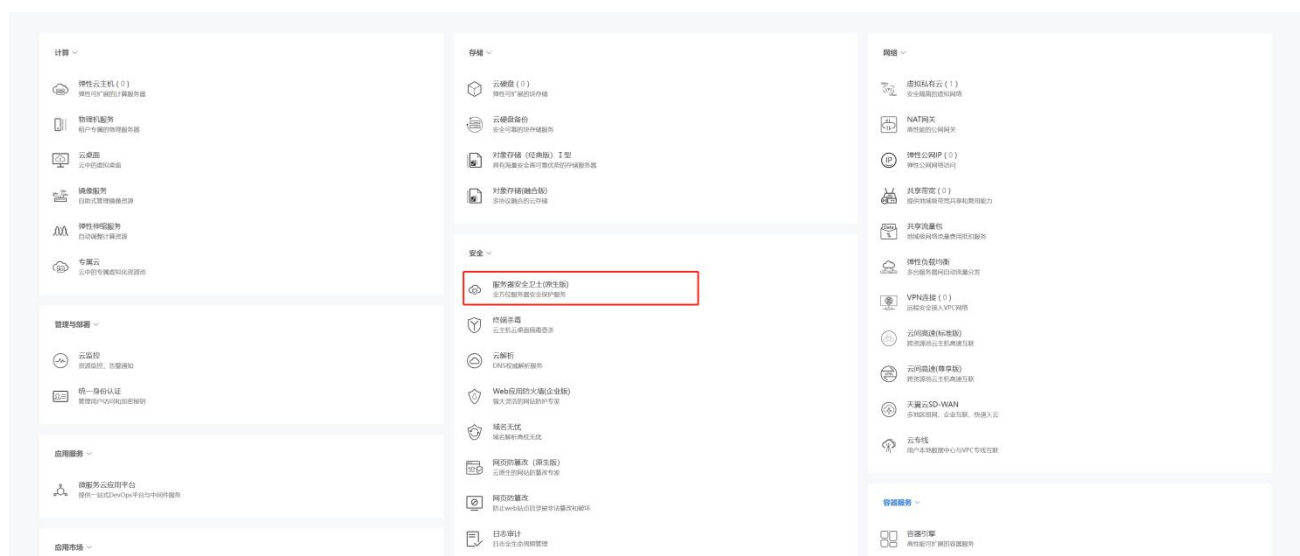 计算
弹性云主机 ( 0 )
弹性可扩展的计算服务器
物理机服务
租户专属的物理服务器
云桌面
云中的虚拟桌面
镜像服务
自助式管理镜像资源
弹性伸缩服务
自动调整计算资源
专属云
云中的专属虚拟化资源池
管理与部署
云监控
资源监控、告警通知
统一身份认证
管理用户访问和加密秘钥
应用服务
微服务云应用平台
提供一站式DevOps平台与中间件服务
应用市场
存储
云硬盘 ( 0 )
弹性可扩展的块存储
云硬盘备份
安全可靠的块存储服务
对象存储（经典版）I型
具有海量安全高可靠优质的存储服务器
对象存储(融合版)
多协议融合的云存储
安全
服务器安全卫士(原生版)
全方位服务器安全保护服务
终端杀毒
云主机云桌面病毒查杀
云解析
DNS权威解析服务
Web应用防火墙(企业版)
强大灵活的网站防护专家
域名无忧
域名解析高枕无忧
网页防篡改（原生版）
云原生的网站防篡改专家
网页防篡改
防止web站点目录被非法篡改和破坏
日志审计
日志全生命周期管理
网络
虚拟私有云 ( 1 )
安全隔离的虚拟网络
NAT网关
高性能的公网网关
弹性公网IP ( 0 )
弹性公网网络访问
共享带宽 ( 0 )
提供地域级带宽共享和复用能力
共享流量包
地域级网络流量费用抵扣服务
弹性负载均衡
多台服务器间自动流量分发
VPN连接 ( 0 )
远程安全接入VPC网络
云间高速(标准版)
跨资源池云主机高速互联
云间高速(尊享版)
跨资源池云主机高速互联
天翼云SD-WAN
多地区组网、企业互联、快速入云
云专线
用户本地数据中心与VPC专线互联
容器服务
容器引擎
高性能可扩展的容器服务